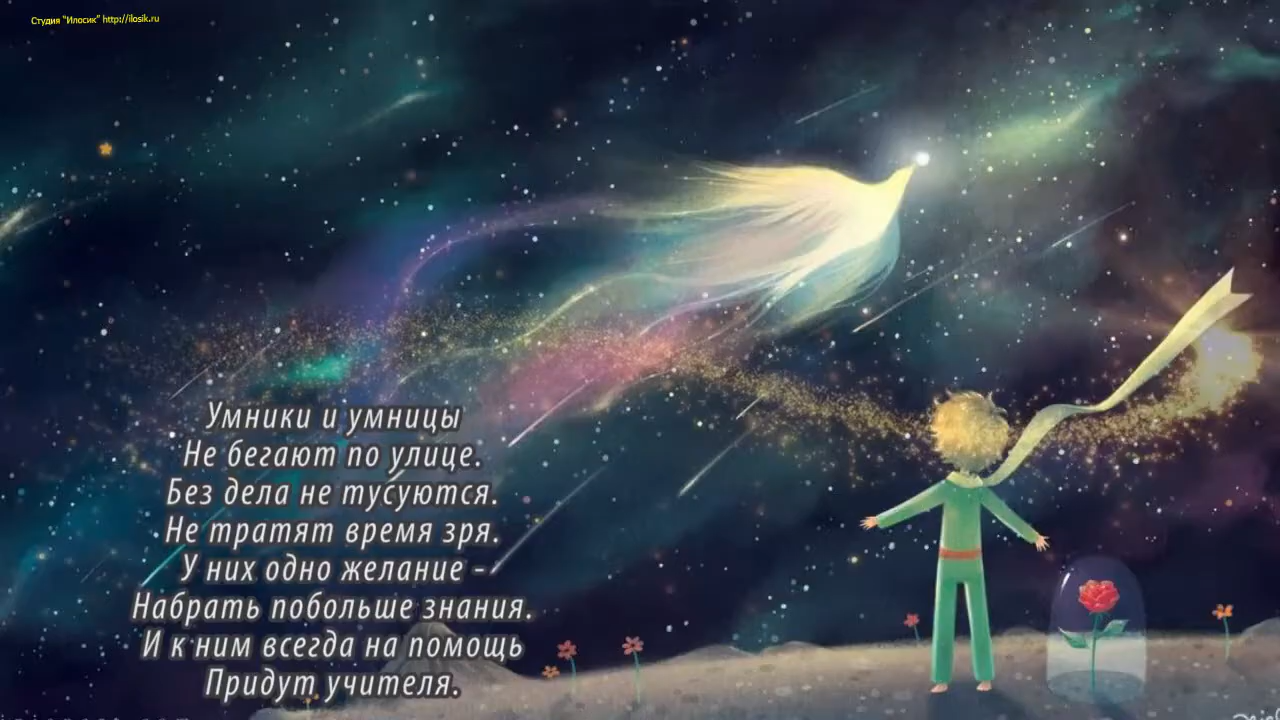 Студия "Илосик" http://ilosik.ru
Умники и умницы
Не бегают по улице.
Без дела не тусуются.
Не тратят время зря.
У них одно желание -
Набрать побольше знания.
И к ним всегда на помощь
Придут учителя.